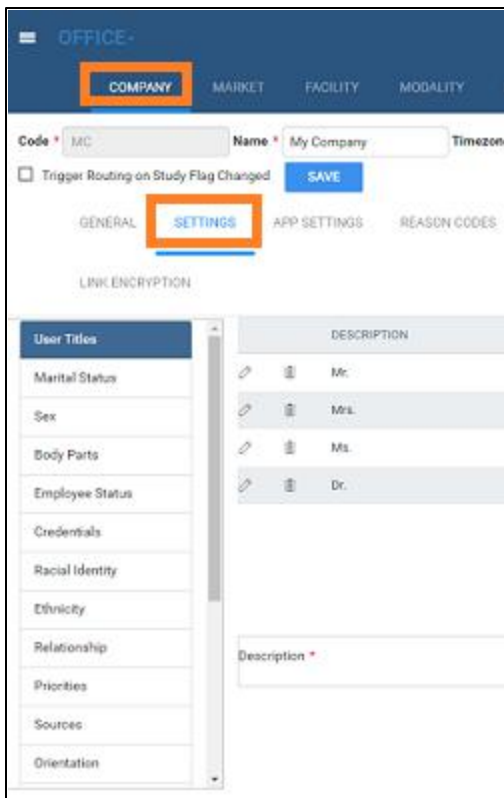 OFFICE-
COMPANY MARKET FACILITY MODALITY
Code * MC Name * My Company Timezon
Trigger Routing on Study Flag Changed SAVE
GENERAL SETTINGS APP SETTINGS REASON CODES
LINK ENCRYPTION
User Titles DESCRIPTION
Marital Status Mr.
Sex Mrs.
Body Parts Ms.
Employee Status Dr.
Credentials
Racial Identity
Ethnicity
Relationship Description *
Priorities
Sources
Orientation